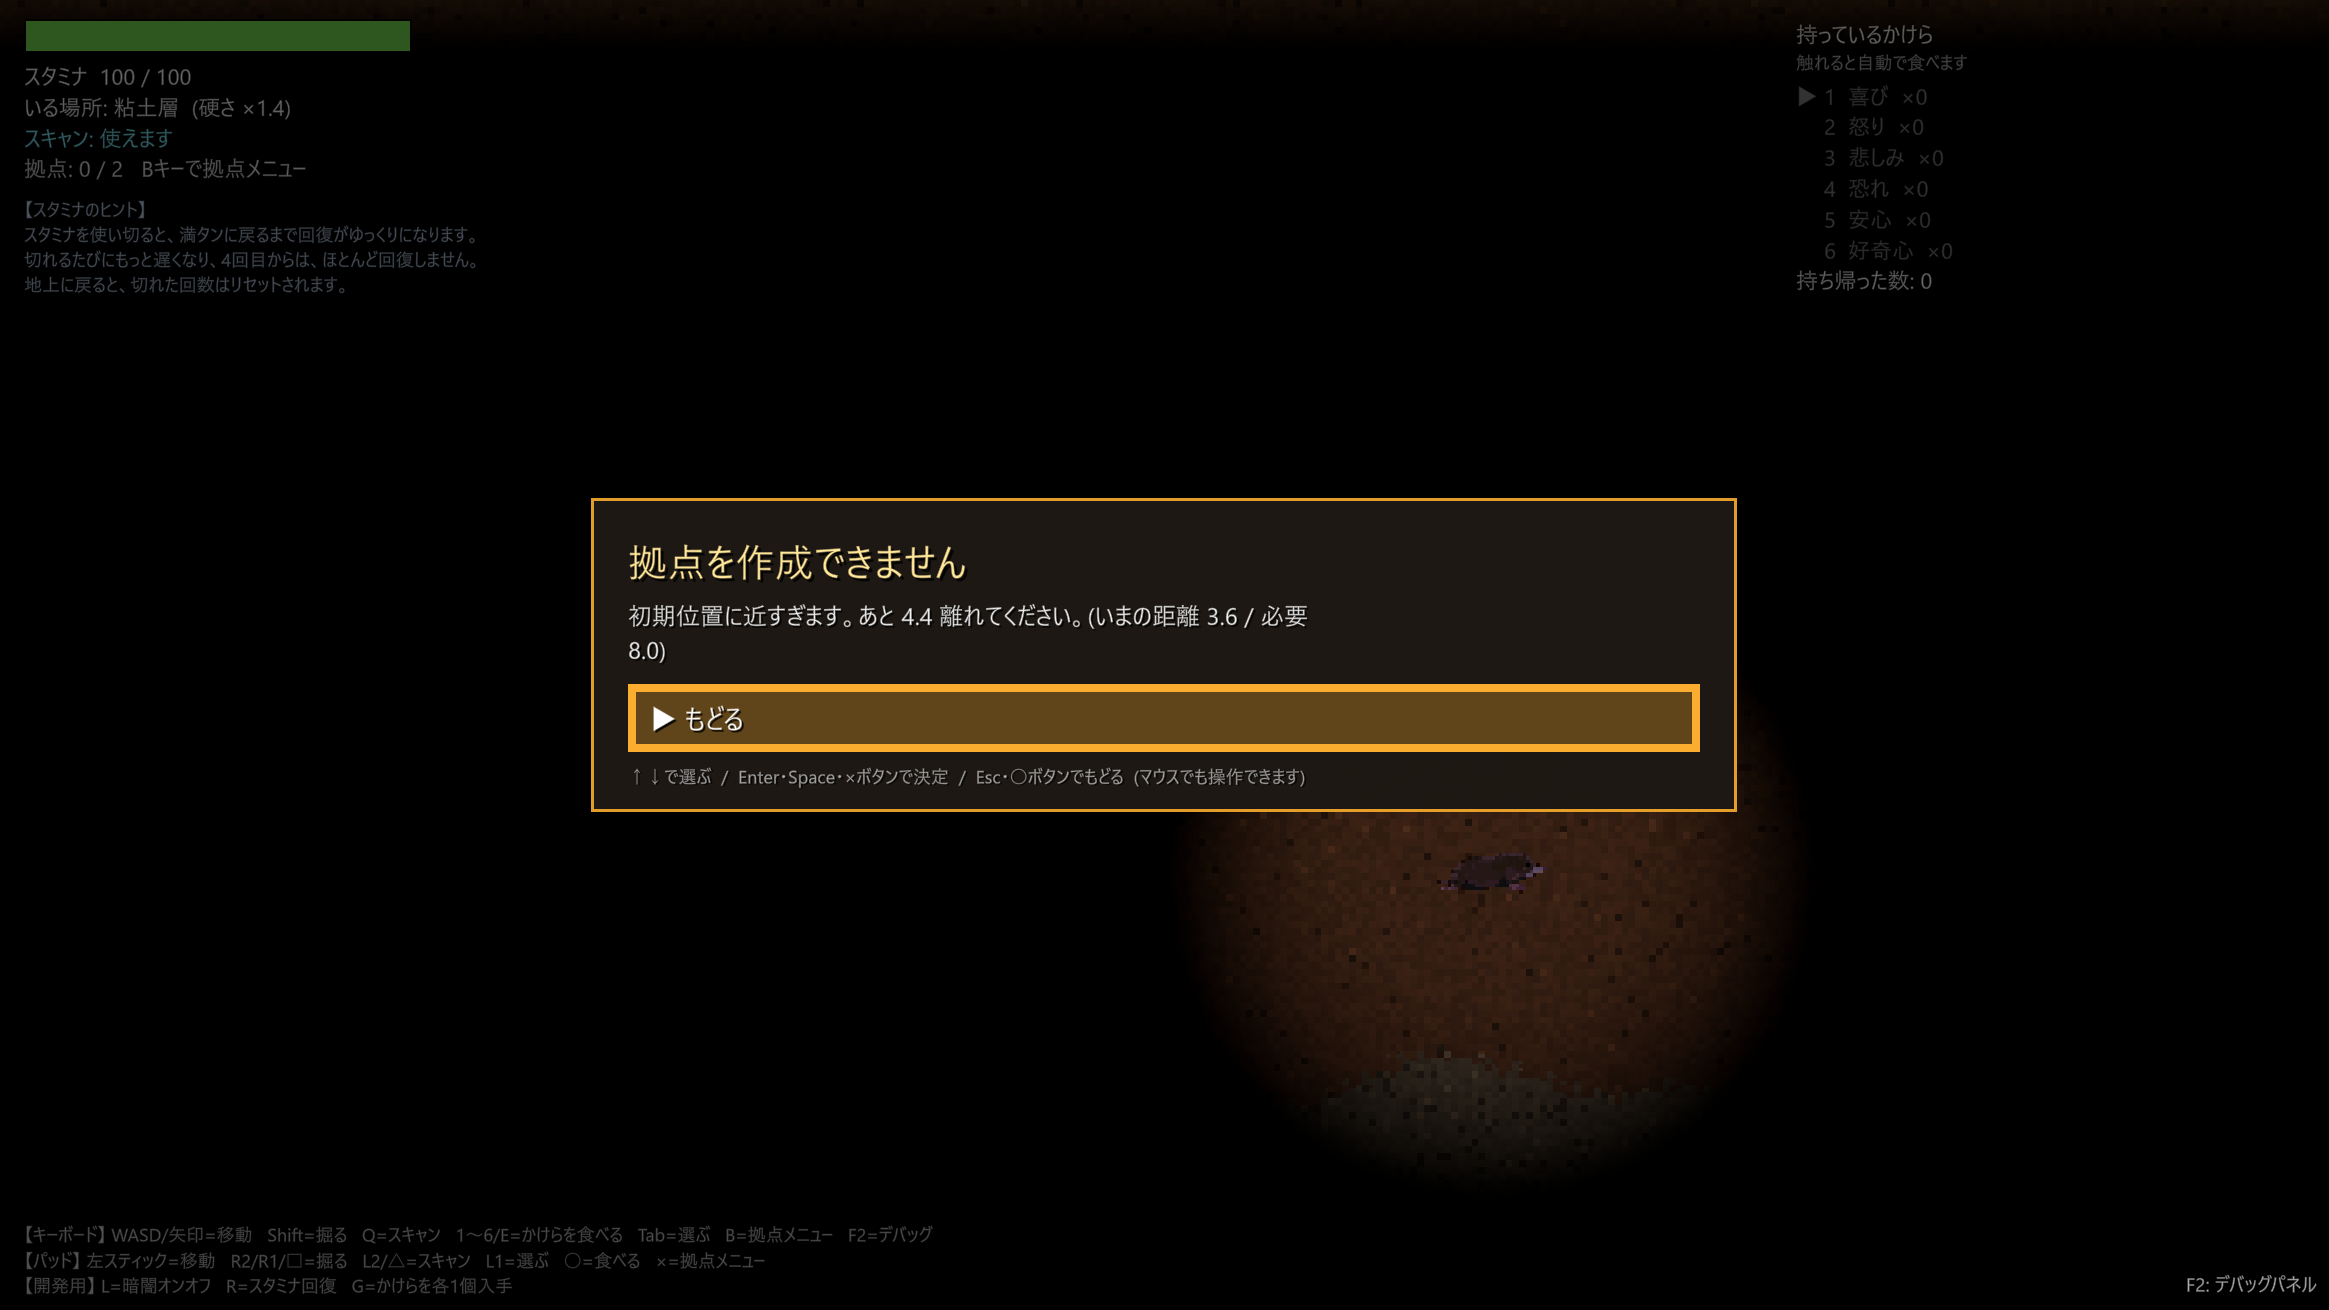 スタミナ 100 / 100
いる場所: 粘土層 (硬さ ×1.4)
スキャン: 使えます
拠点: 0 / 2 Bキーで拠点メニュー
【スタミナのヒント】
スタミナを使い切ると、満タンに戻るまで回復がゆっくりになります。
切れるたびにもっと遅くなり、4回目からは、ほとんど回復しません。
地上に戻ると、切れた回数はリセットされます。
持っているかけら
触れると自動で食べます
▶ 1 喜び ×0
2 怒り ×0
3 悲しみ ×0
4 恐れ ×0
5 安心 ×0
6 好奇心 ×0
持ち帰った数: 0
拠点を作成できません
初期位置に近すぎます。あと 4.4 離れてください。(いまの距離 3.6 / 必要
8.0)
▶ もどる
↑↓で選ぶ / Enter・Space・×ボタンで決定 / Esc・○ボタンでもどる (マウスでも操作できます)
【キーボード】 WASD/矢印=移動 Shift=掘る Q=スキャン 1～6/E=かけらを食べる Tab=選ぶ B=拠点メニュー F2=デバッグ
【パッド】 左スティック=移動 R2/R1/□=掘る L2/△=スキャン L1=選ぶ ○=食べる ×=拠点メニュー
【開発用】 L=暗闇オンオフ R=スタミナ回復 G=かけらを各1個入手
F2: デバッグパネル